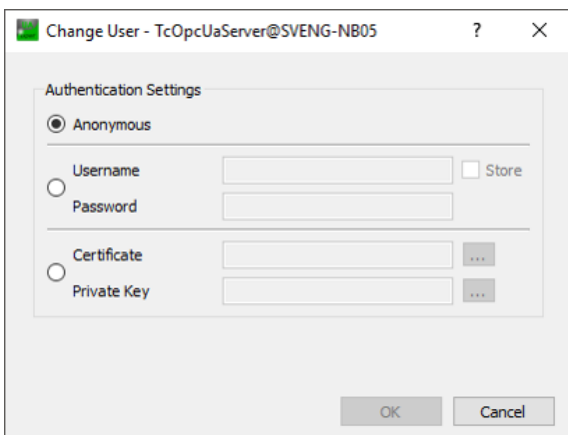 Change User - TcOpcUaServer@SVENG-NB05 ?
Authentication Settings
Anonymous
Username
Store
Password
Certificate
...
Private Key
...
OK
Cancel